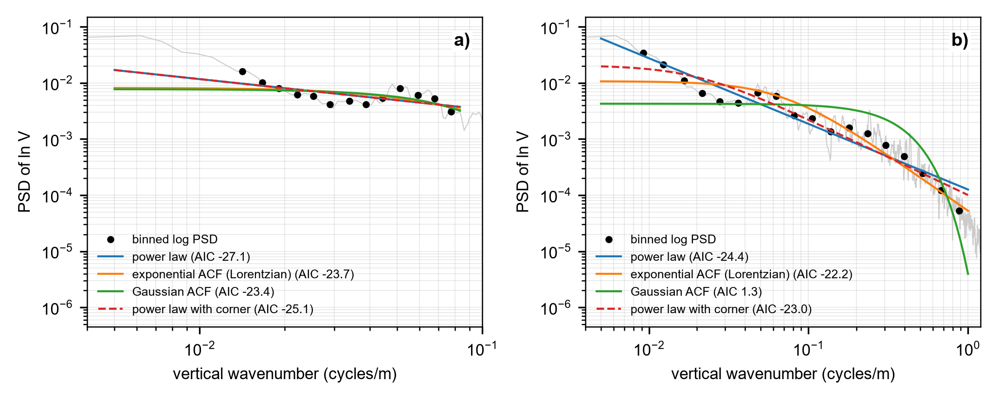 a)
10⁻¹
10⁻²
10⁻³
10⁻⁴
10⁻⁵
10⁻⁶
PSD of ln V
binned log PSD
power law (AIC -27.1)
exponential ACF (Lorentzian) (AIC -23.7)
Gaussian ACF (AIC -23.4)
power law with corner (AIC -25.1)
10⁻² 10⁻¹
vertical wavenumber (cycles/m)
b)
10⁻¹
10⁻²
10⁻³
10⁻⁴
10⁻⁵
10⁻⁶
PSD of ln V
binned log PSD
power law (AIC -24.4)
exponential ACF (Lorentzian) (AIC -22.2)
Gaussian ACF (AIC 1.3)
power law with corner (AIC -23.0)
10⁻² 10⁻¹ 10⁰
vertical wavenumber (cycles/m)